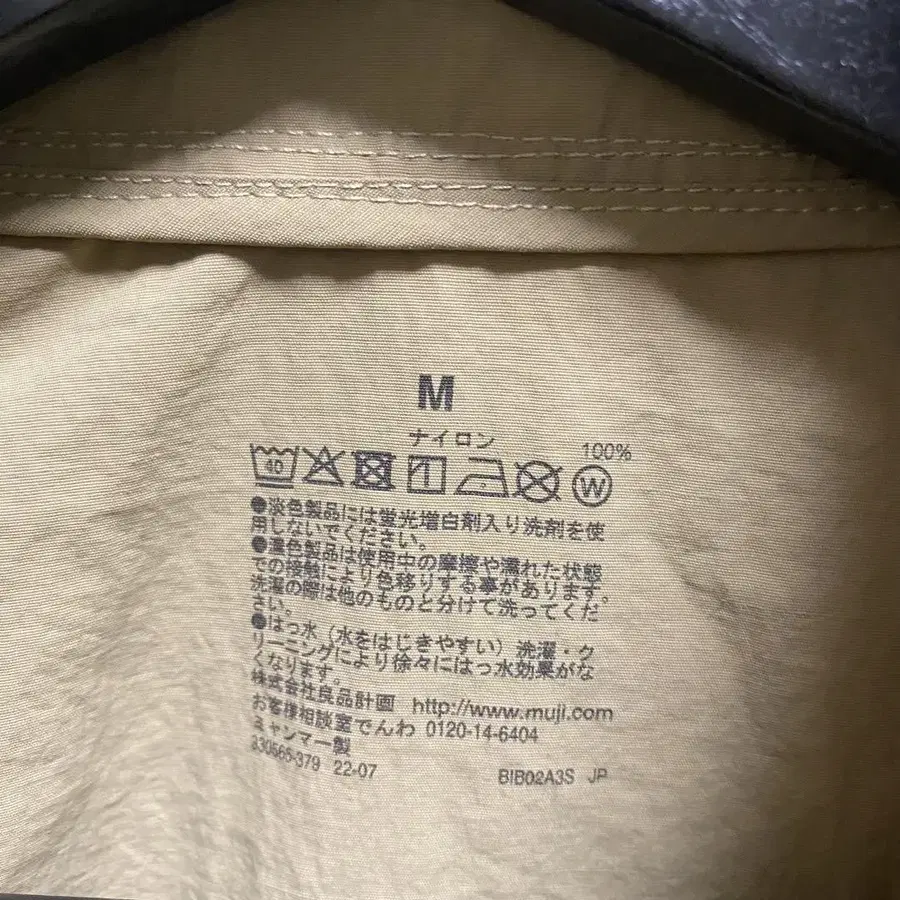 M
ナイロン 100%
40
W
●淡色製品には蛍光増白剤入り洗剤を使
用しないでください。
●濃色製品は使用中の摩擦や濡れた状態
での接触により色移りする事があります。
洗濯の際は他のものと分けて洗ってくだ
さい。
●はっ水（水をはじきやすい）洗濯・ク
リーニングにより徐々にはっ水効果がな
くなります。
株式会社良品計画 http://www.muji.com
お客様相談室でんわ 0120-14-6404
ミャンマー製
330565-379 22-07 BIB02A3S JP